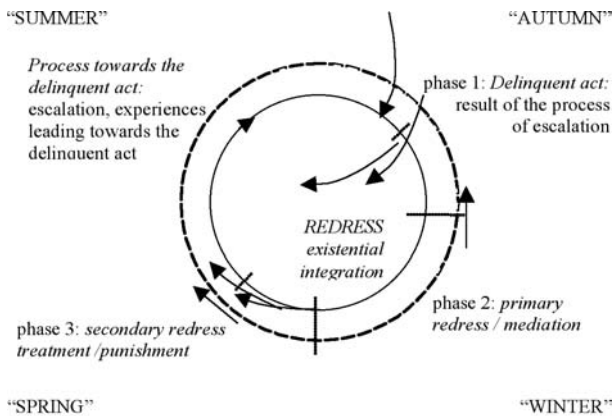 “SUMMER”
“AUTUMN”
Process towards the
delinquent act:
escalation, experiences
leading towards the
delinquent act
phase 1: Delinquent act:
result of the process
of escalation
REDRESS
existential
integration
phase 2: primary
redress / mediation
phase 3: secondary redress
treatment /punishment
“SPRING”
“WINTER”